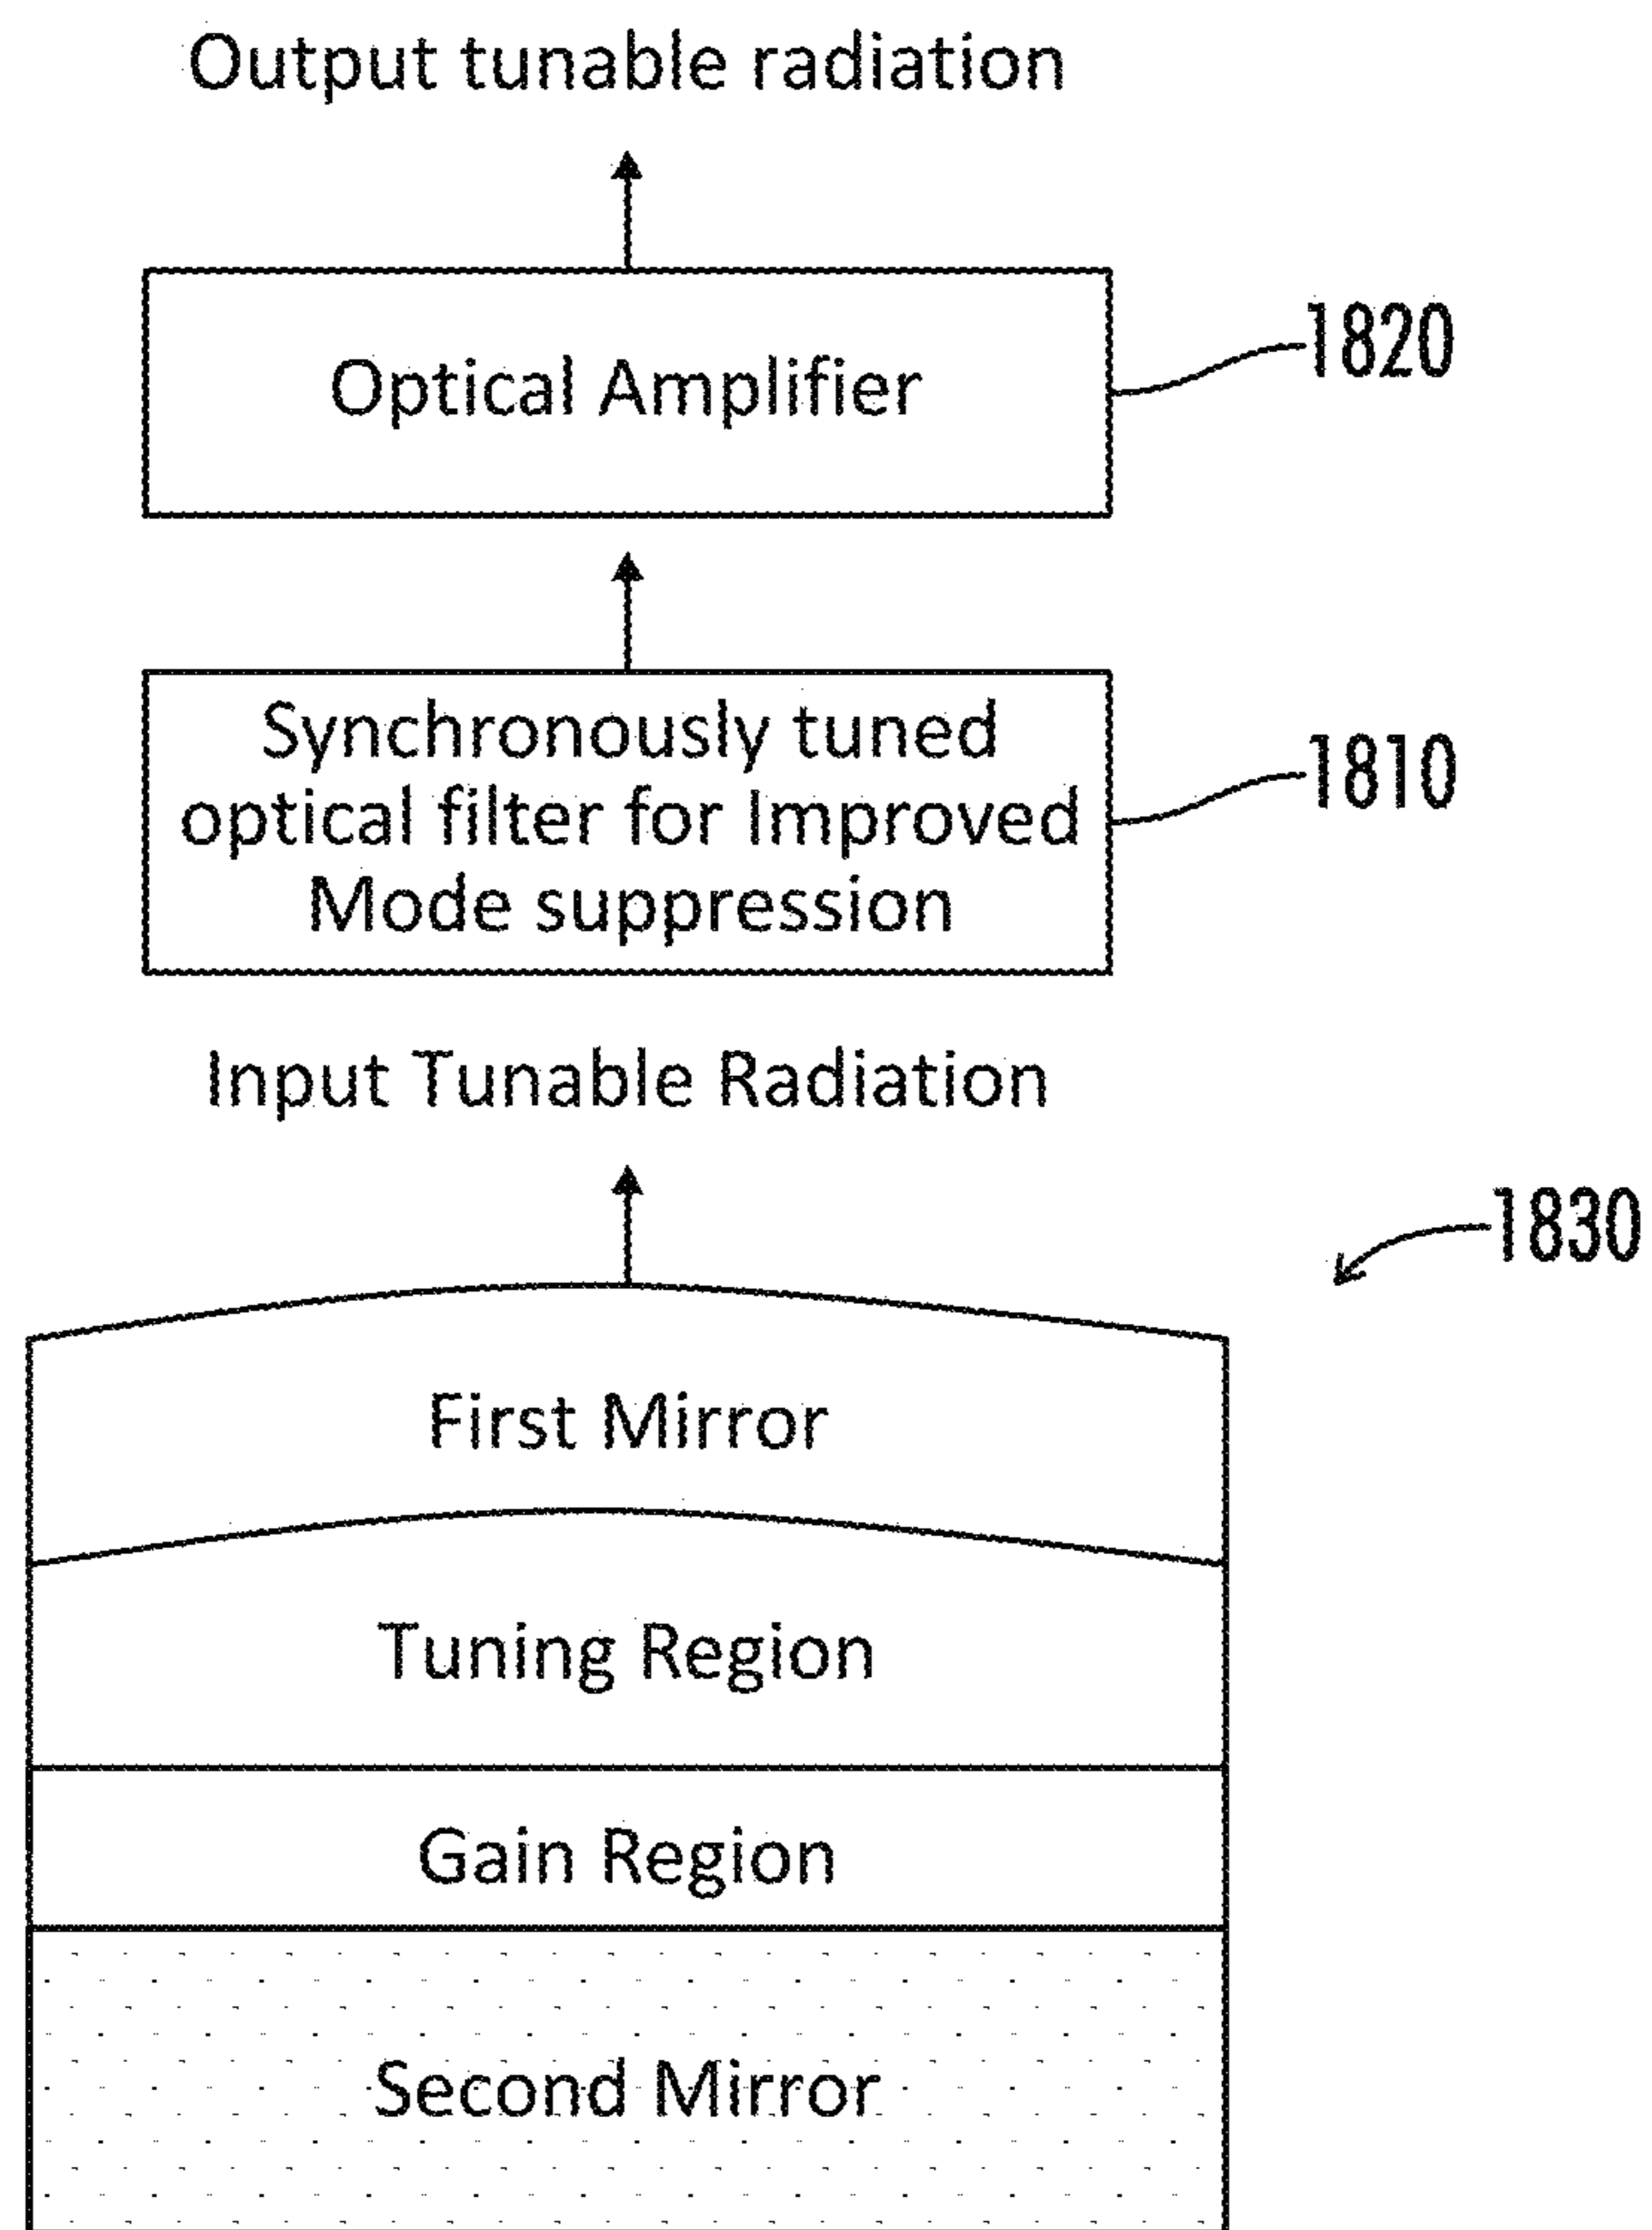 Output tunable radiation
Optical Amplifier
1820
Synchronously tuned
optical filter for Improved
Mode suppression
1810
Input Tunable Radiation
1830
First Mirror
Tuning Region
Gain Region
Second Mirror